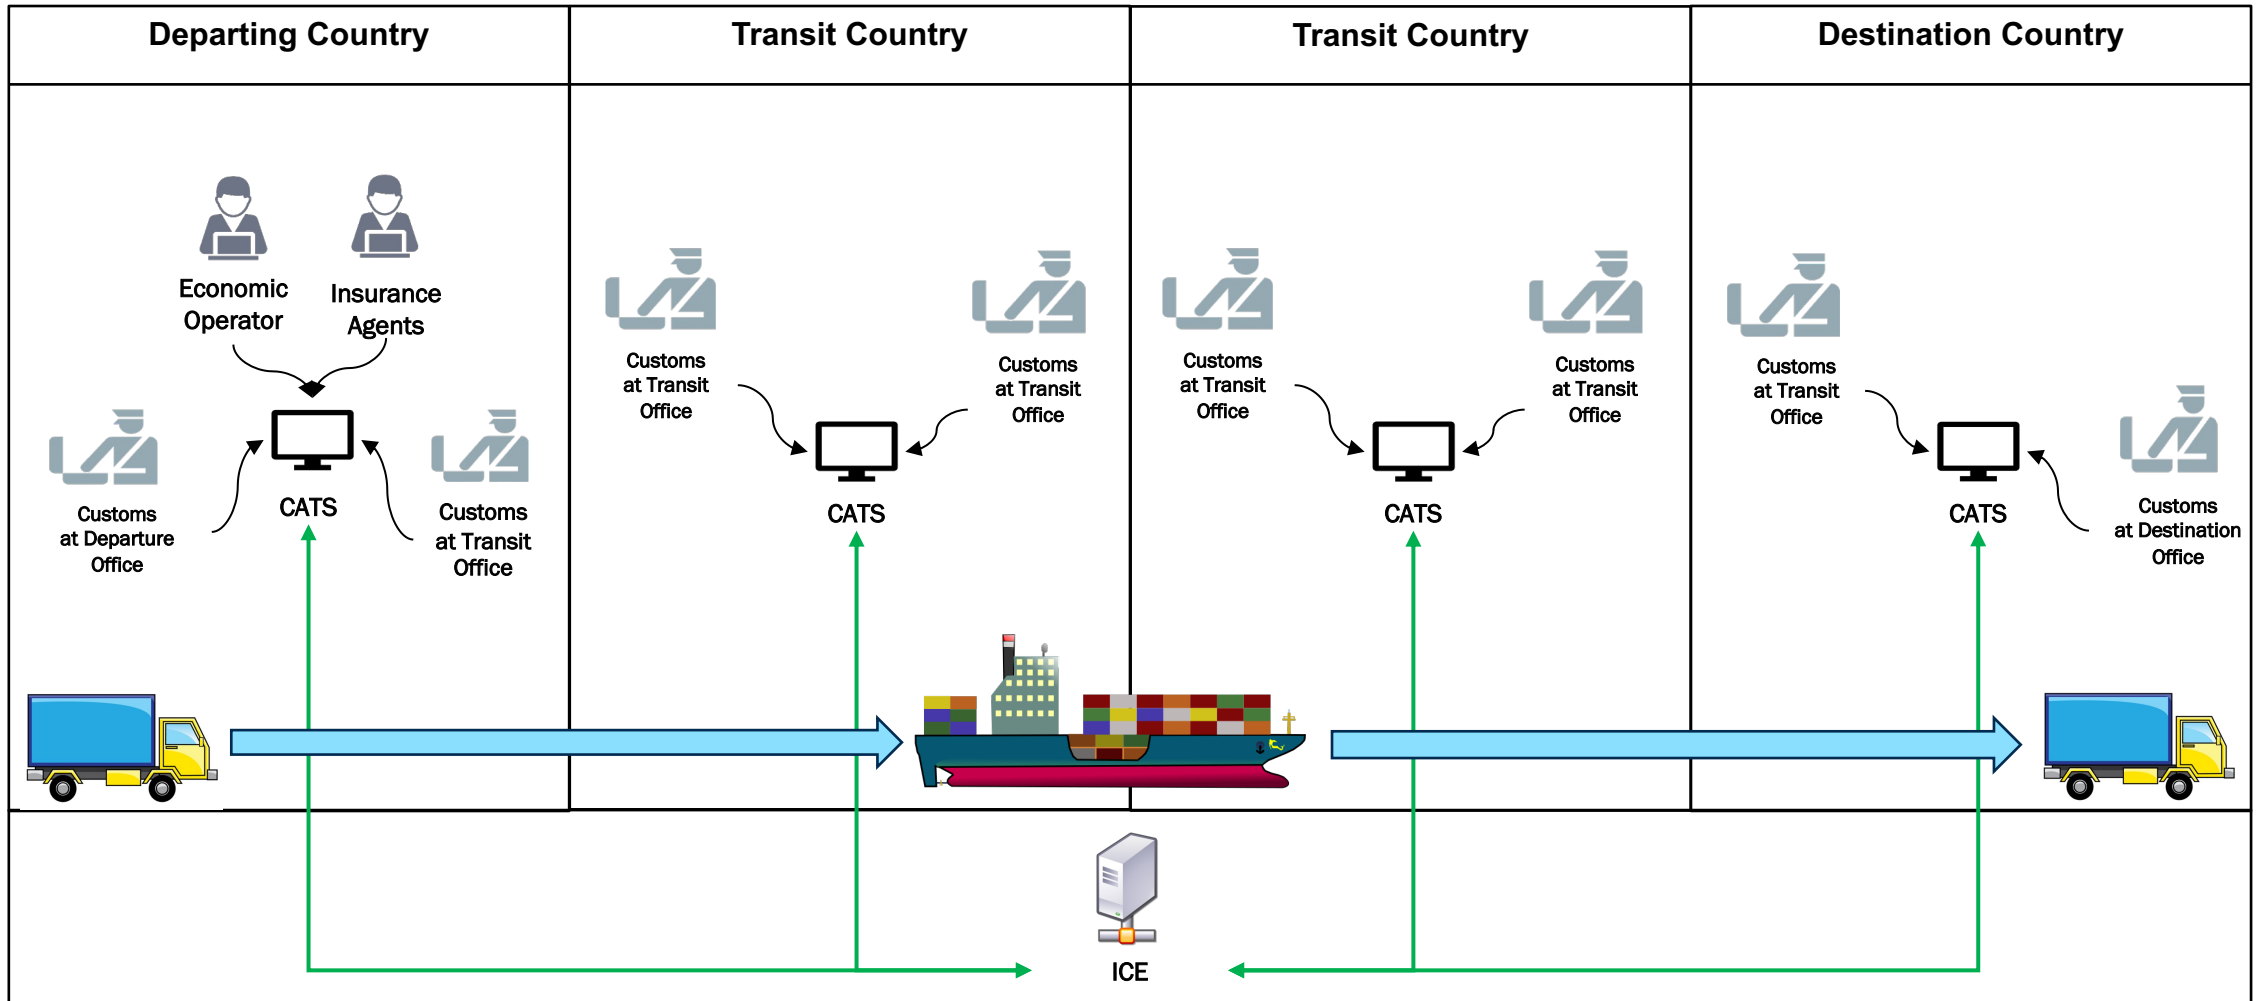 Departing Country
Transit Country
Transit Country
Destination Country
Economic
Operator
Insurance
Agents
Customs
at Departure
Office
CATS
Customs
at Transit
Office
Customs
at Transit
Office
CATS
Customs
at Transit
Office
Customs
at Transit
Office
CATS
Customs
at Transit
Office
Customs
at Transit
Office
CATS
Customs
at Destination
Office
ICE